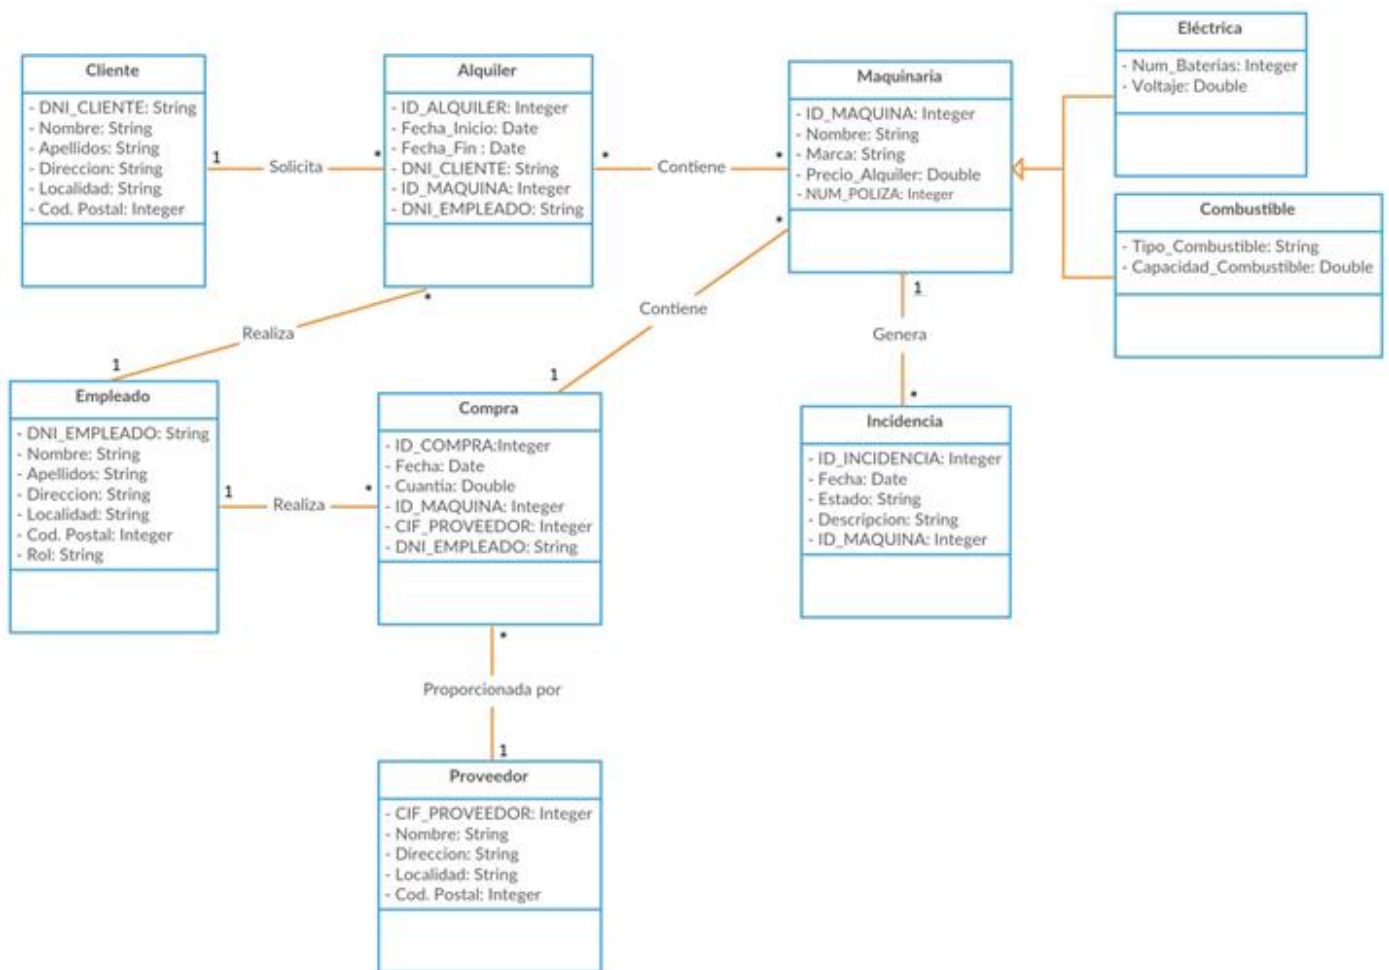 Cliente
- DNI_CLIENTE: String
- Nombre: String
- Apellidos: String
- Direccion: String
- Localidad: String
- Cod. Postal: Integer
1
Solicita
*
Alquiler
- ID_ALQUILER: Integer
- Fecha_Inicio: Date
- Fecha_Fin : Date
- DNI_CLIENTE: String
- ID_MAQUINA: Integer
- DNI_EMPLEADO: String
*
Contiene
*
Maquinaria
- ID_MAQUINA: Integer
- Nombre: String
- Marca: String
- Precio_Alquiler: Double
- NUM_POLIZA: Integer
Eléctrica
- Num_Baterias: Integer
- Voltaje: Double
Combustible
- Tipo_Combustible: String
- Capacidad_Combustible: Double
*
Realiza
1
*
Contiene
1
1
Genera
*
Empleado
- DNI_EMPLEADO: String
- Nombre: String
- Apellidos: String
- Direccion: String
- Localidad: String
- Cod. Postal: Integer
- Rol: String
1
Realiza
*
Compra
- ID_COMPRA:Integer
- Fecha: Date
- Cuantia: Double
- ID_MAQUINA: Integer
- CIF_PROVEEDOR: Integer
- DNI_EMPLEADO: String
Incidencia
- ID_INCIDENCIA: Integer
- Fecha: Date
- Estado: String
- Descripcion: String
- ID_MAQUINA: Integer
*
Proporcionada por
1
Proveedor
- CIF_PROVEEDOR: Integer
- Nombre: String
- Direccion: String
- Localidad: String
- Cod. Postal: Integer